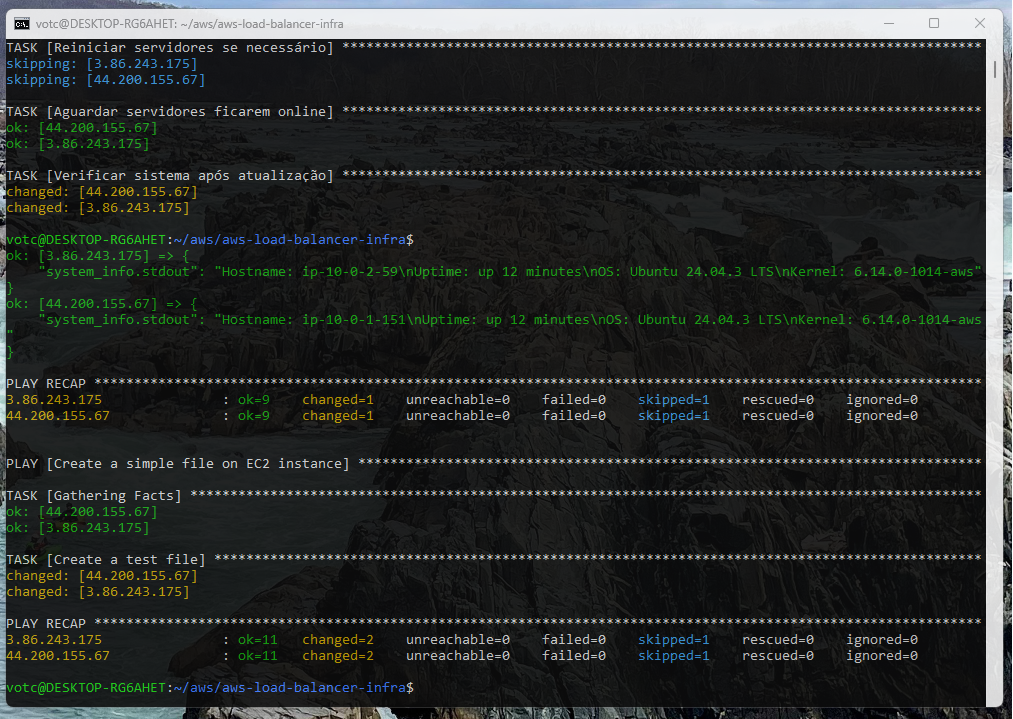 votc@DESKTOP-RG6AHET: ~/aws/aws-load-balancer-infra
TASK [Reiniciar servidores se necessário] ********************************************************************************
skipping: [3.86.243.175]
skipping: [44.200.155.67]
TASK [Aguardar servidores ficarem online] ********************************************************************************
ok: [44.200.155.67]
ok: [3.86.243.175]
TASK [Verificar sistema após atualização] ********************************************************************************
changed: [44.200.155.67]
changed: [3.86.243.175]
votc@DESKTOP-RG6AHET:~/aws/aws-load-balancer-infra$
ok: [3.86.243.175] => {
    "system_info.stdout": "Hostname: ip-10-0-2-59\nUptime: up 12 minutes\nOS: Ubuntu 24.04.3 LTS\nKernel: 6.14.0-1014-aws"
}
ok: [44.200.155.67] => {
    "system_info.stdout": "Hostname: ip-10-0-1-151\nUptime: up 12 minutes\nOS: Ubuntu 24.04.3 LTS\nKernel: 6.14.0-1014-aws
"
}
PLAY RECAP ***************************************************************************************************************
3.86.243.175               : ok=9    changed=1    unreachable=0    failed=0    skipped=1    rescued=0    ignored=0
44.200.155.67              : ok=9    changed=1    unreachable=0    failed=0    skipped=1    rescued=0    ignored=0
PLAY [Create a simple file on EC2 instance] ******************************************************************************
TASK [Gathering Facts] ***************************************************************************************************
ok: [44.200.155.67]
ok: [3.86.243.175]
TASK [Create a test file] ************************************************************************************************
changed: [44.200.155.67]
changed: [3.86.243.175]
PLAY RECAP ***************************************************************************************************************
3.86.243.175               : ok=11   changed=2    unreachable=0    failed=0    skipped=1    rescued=0    ignored=0
44.200.155.67              : ok=11   changed=2    unreachable=0    failed=0    skipped=1    rescued=0    ignored=0
votc@DESKTOP-RG6AHET:~/aws/aws-load-balancer-infra$